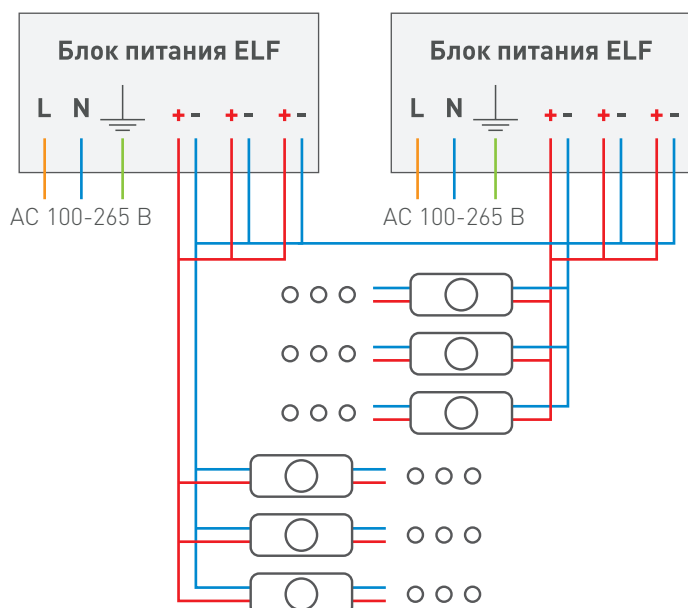 Блок питания ELF
L N + - + - + -
AC 100-265 В
Блок питания ELF
L N + - + - + -
AC 100-265 В